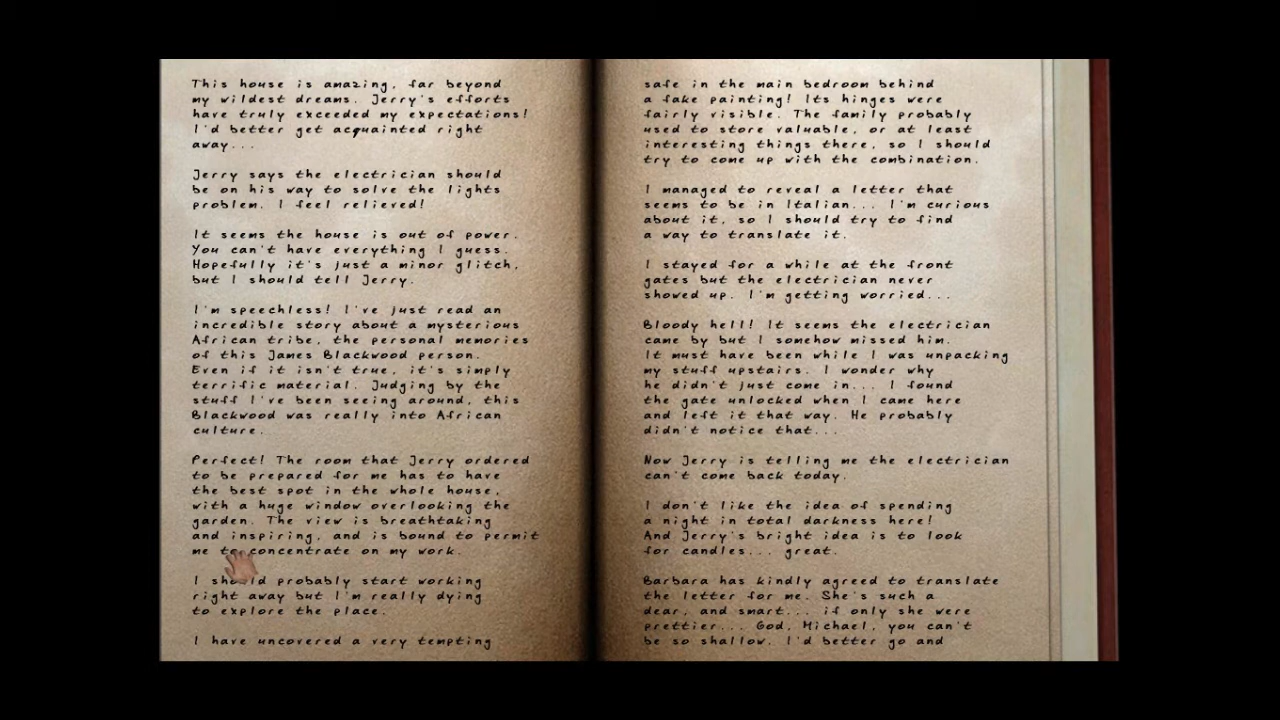 This house is amazing, far beyond
my wildest dreams. Jerry's efforts
have truly exceeded my expectations!
I'd better get acquainted right
away...
Jerry says the electrician should
be on his way to solve the lights
problem. I feel relieved!
It seems the house is out of power.
You can't have everything I guess.
Hopefully it's just a minor glitch,
but I should tell Jerry.
I'm speechless! I've just read an
incredible story about a mysterious
African tribe, the personal memories
of this James Blackwood person.
Even if it isn't true, it's simply
terrific material. Judging by the
stuff I've been seeing around, this
Blackwood was really into African
culture.
Perfect! The room that Jerry ordered
to be prepared for me has to have
the best spot in the whole house,
with a huge window overlooking the
garden. The view is breathtaking
and inspiring, and is bound to permit
me to concentrate on my work.
I should probably start working
right away but I'm really dying
to explore the place.
I have uncovered a very tempting
safe in the main bedroom behind
a fake painting! Its hinges were
fairly visible. The family probably
used to store valuable, or at least
interesting things there, so I should
try to come up with the combination.
I managed to reveal a letter that
seems to be in Italian... I'm curious
about it, so I should try to find
a way to translate it.
I stayed for a while at the front
gates but the electrician never
showed up. I'm getting worried...
Bloody hell! It seems the electrician
came by but I somehow missed him.
It must have been while I was unpacking
my stuff upstairs. I wonder why
he didn't just come in... I found
the gate unlocked when I came here
and left it that way. He probably
didn't notice that...
Now Jerry is telling me the electrician
can't come back today.
I don't like the idea of spending
a night in total darkness here!
And Jerry's bright idea is to look
for candles... great.
Barbara has kindly agreed to translate
the letter for me. She's such a
dear, and smart... if only she were
prettier... God, Michael, you can't
be so shallow. I'd better go and